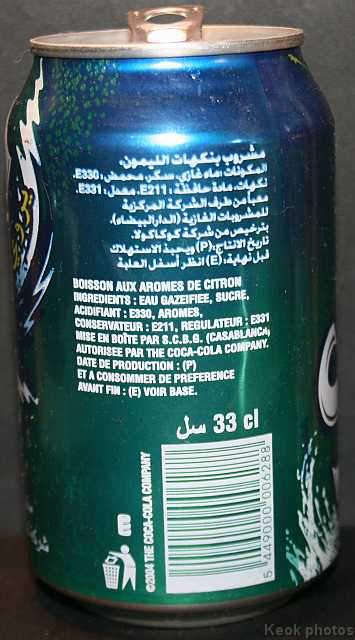 مشروب بنكهات الليمون.
المكونات: ماء غازي، سكر، محمض: E330،
نكهات، مادة حافظة: E211، معدل: E331.
معبأ من طرف الشركة المركزية
للمشروبات الغازية (الدارالبيضاء).
بترخيص من شركة كوكاكولا.
تاريخ الانتاج: (P) ويحبذ الاستهلاك
قبل نهاية: (E) انظر أسفل العلبة
BOISSON AUX AROMES DE CITRON
INGREDIENTS : EAU GAZEIFIEE, SUCRE,
ACIDIFIANT : E330, AROMES,
CONSERVATEUR : E211, REGULATEUR : E331
MISE EN BOÎTE PAR S.C.B.G. (CASABLANCA)
AUTORISEE PAR THE COCA-COLA COMPANY.
DATE DE PRODUCTION : (P)
ET A CONSOMMER DE PREFERENCE
AVANT FIN : (E) VOIR BASE.
33 cl سل
©2004 THE COCA-COLA COMPANY
5 449000 006288
Keok photos